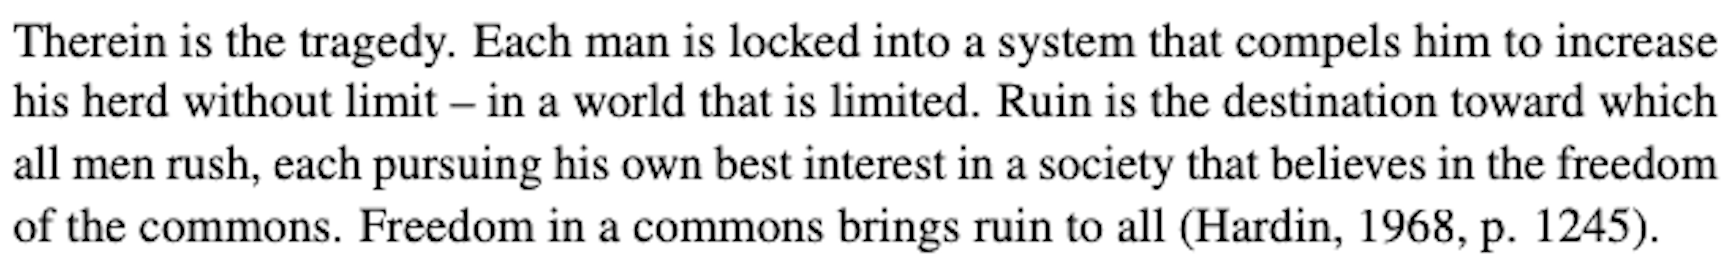 Therein is the tragedy. Each man is locked into a system that compels him to increase
his herd without limit – in a world that is limited. Ruin is the destination toward which
all men rush, each pursuing his own best interest in a society that believes in the freedom
of the commons. Freedom in a commons brings ruin to all (Hardin, 1968, p. 1245).